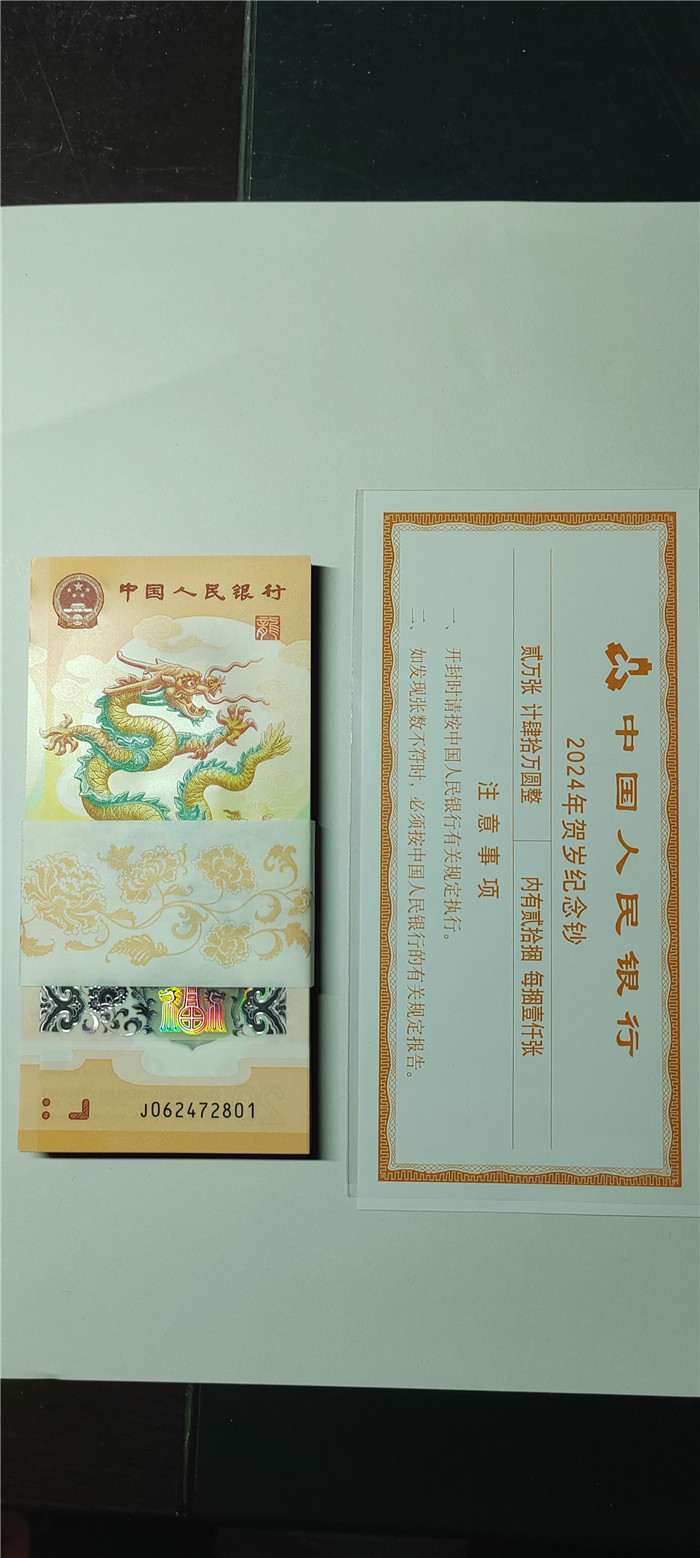 中国人民银行
龍
J062472801
中国人民银行
2024年贺岁纪念钞
贰万张 计肆拾万圆整
内有贰拾捆 每捆壹仟张
注意事项
一、开封时请按中国人民银行有关规定执行。
二、如发现张数不符时，必须按中国人民银行的有关规定报告。